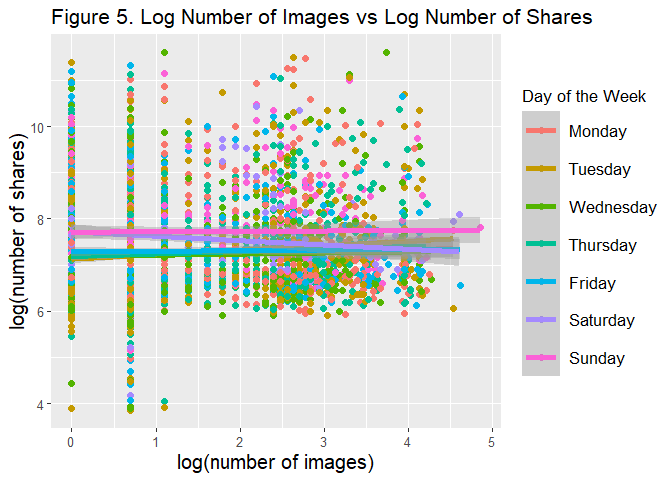 Figure 5. Log Number of Images vs Log Number of Shares
log(number of shares)
10
8
6
4
0
1
2
3
4
5
log(number of images)
Day of the Week
Monday
Tuesday
Wednesday
Thursday
Friday
Saturday
Sunday